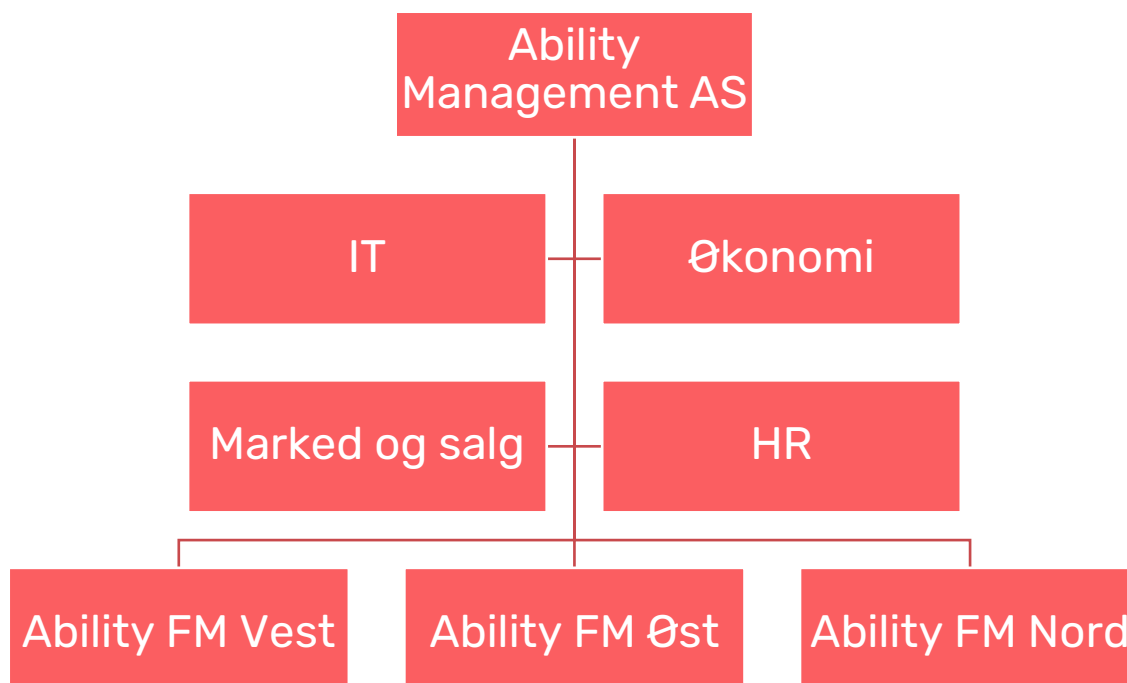 Ability
Management AS
IT
Økonomi
Marked og salg
HR
Ability FM Vest
Ability FM Øst
Ability FM Nord